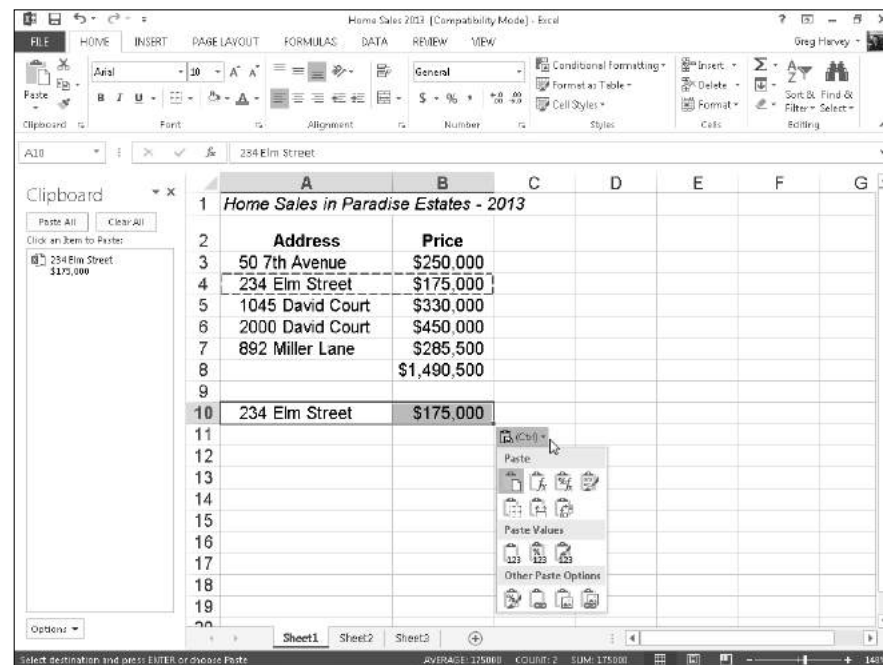 Home Sales 2013 [Compatibility Mode] - Excel
?
FILE HOME INSERT PAGE LAYOUT FORMULAS DATA REVIEW VIEW
Greg Harvey
Paste
Arial 10 A A
B I U
General
$ % ,
Conditional Formatting
Format as Table
Cell Styles
Insert
Delete
Format
Sort & Filter
Find & Select
Clipboard Font Alignment Number Styles Cells Editing
A10 fx 234 Elm Street
Clipboard
Paste All Clear All
Click an Item to Paste:
234 Elm Street
$175,000
Options
A B C D E F G
1 Home Sales in Paradise Estates - 2013
2 Address Price
3 50 7th Avenue $250,000
4 234 Elm Street $175,000
5 1045 David Court $330,000
6 2000 David Court $450,000
7 892 Miller Lane $285,500
8 $1,490,500
9
10 234 Elm Street $175,000
11 (Ctrl)
12 Paste
13
14
15 Paste Values
16
17 Other Paste Options
18
19
Sheet1 Sheet2 Sheet3
Select destination and press ENTER or choose Paste
AVERAGE: 175000 COUNT: 2 SUM: 175000